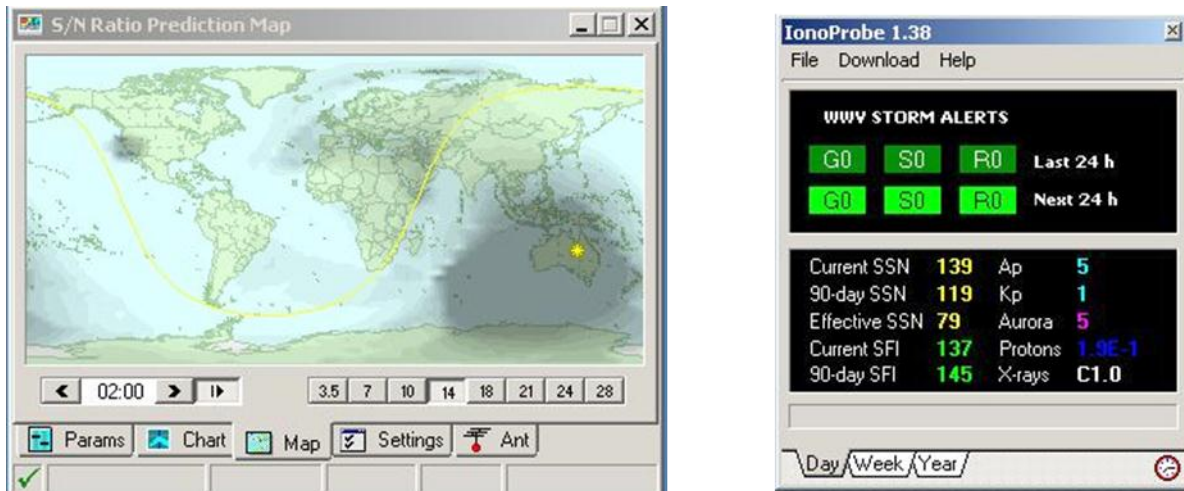 S/N Ratio Prediction Map
02:00
3.5 7 10 14 18 21 24 28
Params Chart Map Settings Ant
IonoProbe 1.38
File Download Help
WWV STORM ALERTS
G0 S0 R0 Last 24 h
G0 S0 R0 Next 24 h
Current SSN 139 Ap 5
90-day SSN 119 Kp 1
Effective SSN 79 Aurora 5
Current SFI 137 Protons 1.9E-1
90-day SFI 145 X-rays C1.0
Day Week Year